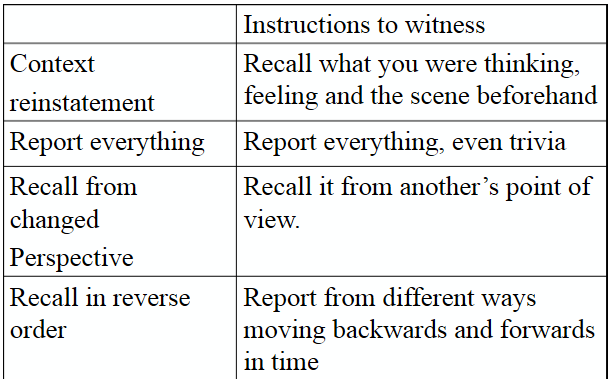 Instructions to witness
Context
reinstatement
Recall what you were thinking,
feeling and the scene beforehand
Report everything
Report everything, even trivia
Recall from
changed
Perspective
Recall it from another’s point of
view.
Recall in reverse
order
Report from different ways
moving backwards and forwards
in time